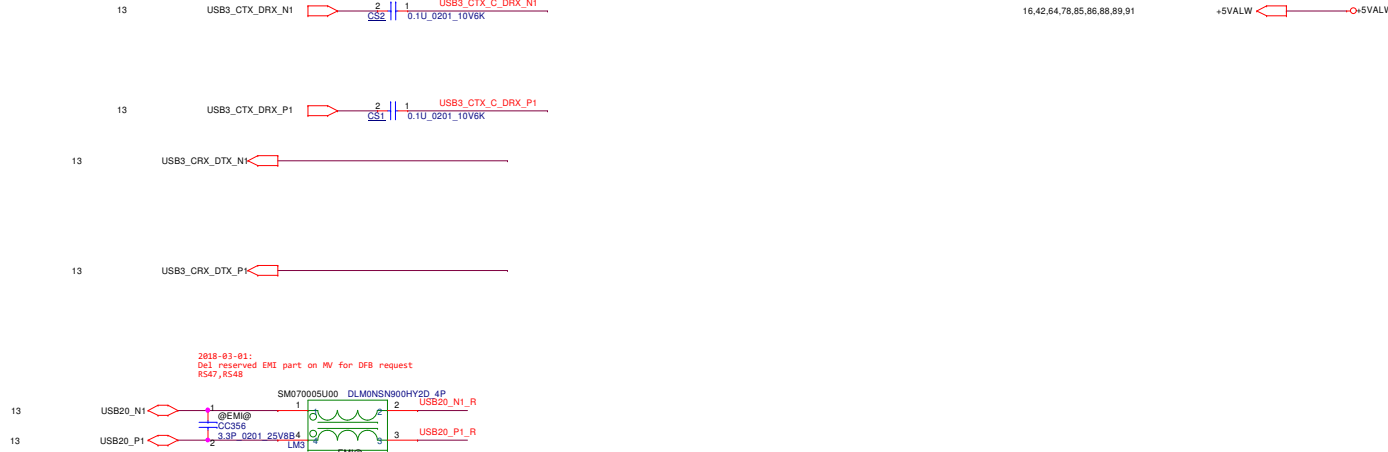 13 USB3_CTX_DRX_N1 2 1 USB3_CTX_C_DRX_N1
CS2 0.1U_0201_10V6K
16,42,64,78,85,86,88,89,91 +5VALW +5VALW
13 USB3_CTX_DRX_P1 2 1 USB3_CTX_C_DRX_P1
CS1 0.1U_0201_10V6K
13 USB3_CRX_DTX_N1
13 USB3_CRX_DTX_P1
2018-03-01:
Del reserved EMI part on MV for DFB request
RS47,RS48
SM070005U00 DLM0NSN900HY2D_4P
13 USB20_N1 1 1 1 2 2 USB20_N1_R
@EMI@
CC356
13 USB20_P1 2 3.3P_0201_25V8B 4 4 3 3 USB20_P1_R
LM3